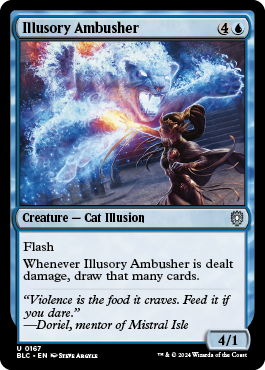 Illusory Ambusher 4
Creature — Cat Illusion
Flash
Whenever Illusory Ambusher is dealt
damage, draw that many cards.
“Violence is the food it craves. Feed it if
you dare.”
—Doriel, mentor of Mistral Isle
4/1
U 0167
BLC • EN Steve Argyle
™ & © 2024 Wizards of the Coast